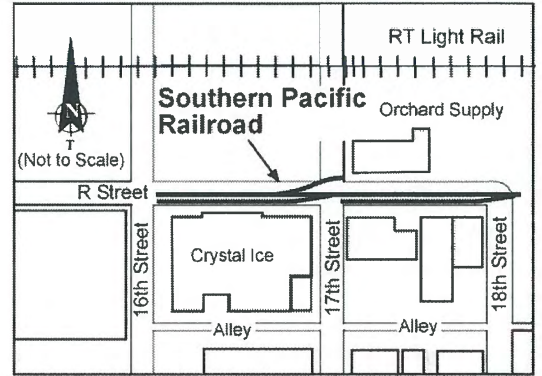 RT Light Rail
Southern Pacific
Railroad
Orchard Supply
N
T
(Not to Scale)
R Street
16th Street
Crystal Ice
17th Street
18th Street
Alley
Alley